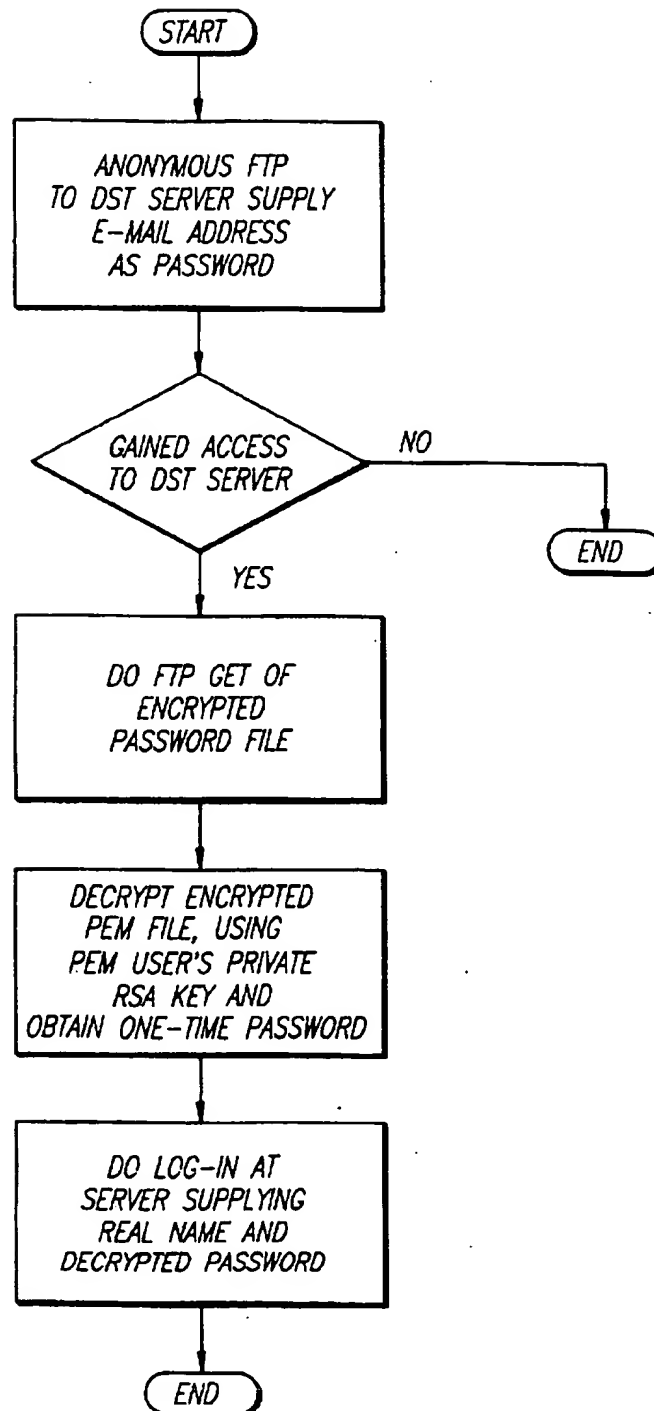 START
ANONYMOUS FTP
TO DST SERVER SUPPLY
E-MAIL ADDRESS
AS PASSWORD
GAINED ACCESS
TO DST SERVER
NO
END
YES
DO FTP GET OF
ENCRYPTED
PASSWORD FILE
DECRYPT ENCRYPTED
PEM FILE, USING
PEM USER'S PRIVATE
RSA KEY AND
OBTAIN ONE-TIME PASSWORD
DO LOG-IN AT
SERVER SUPPLYING
REAL NAME AND
DECRYPTED PASSWORD
END